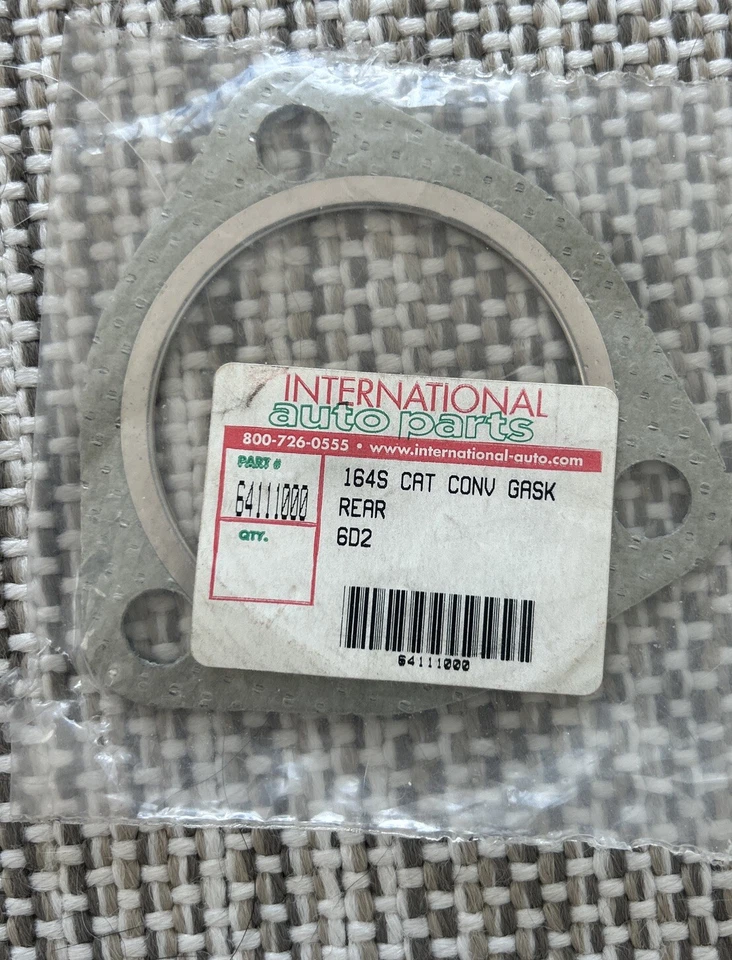 INTERNATIONAL
auto parts
800-726-0555 • www.international-auto.com
PART #
64111000
QTY.
164S CAT CONV GASK
REAR
6D2
64111000